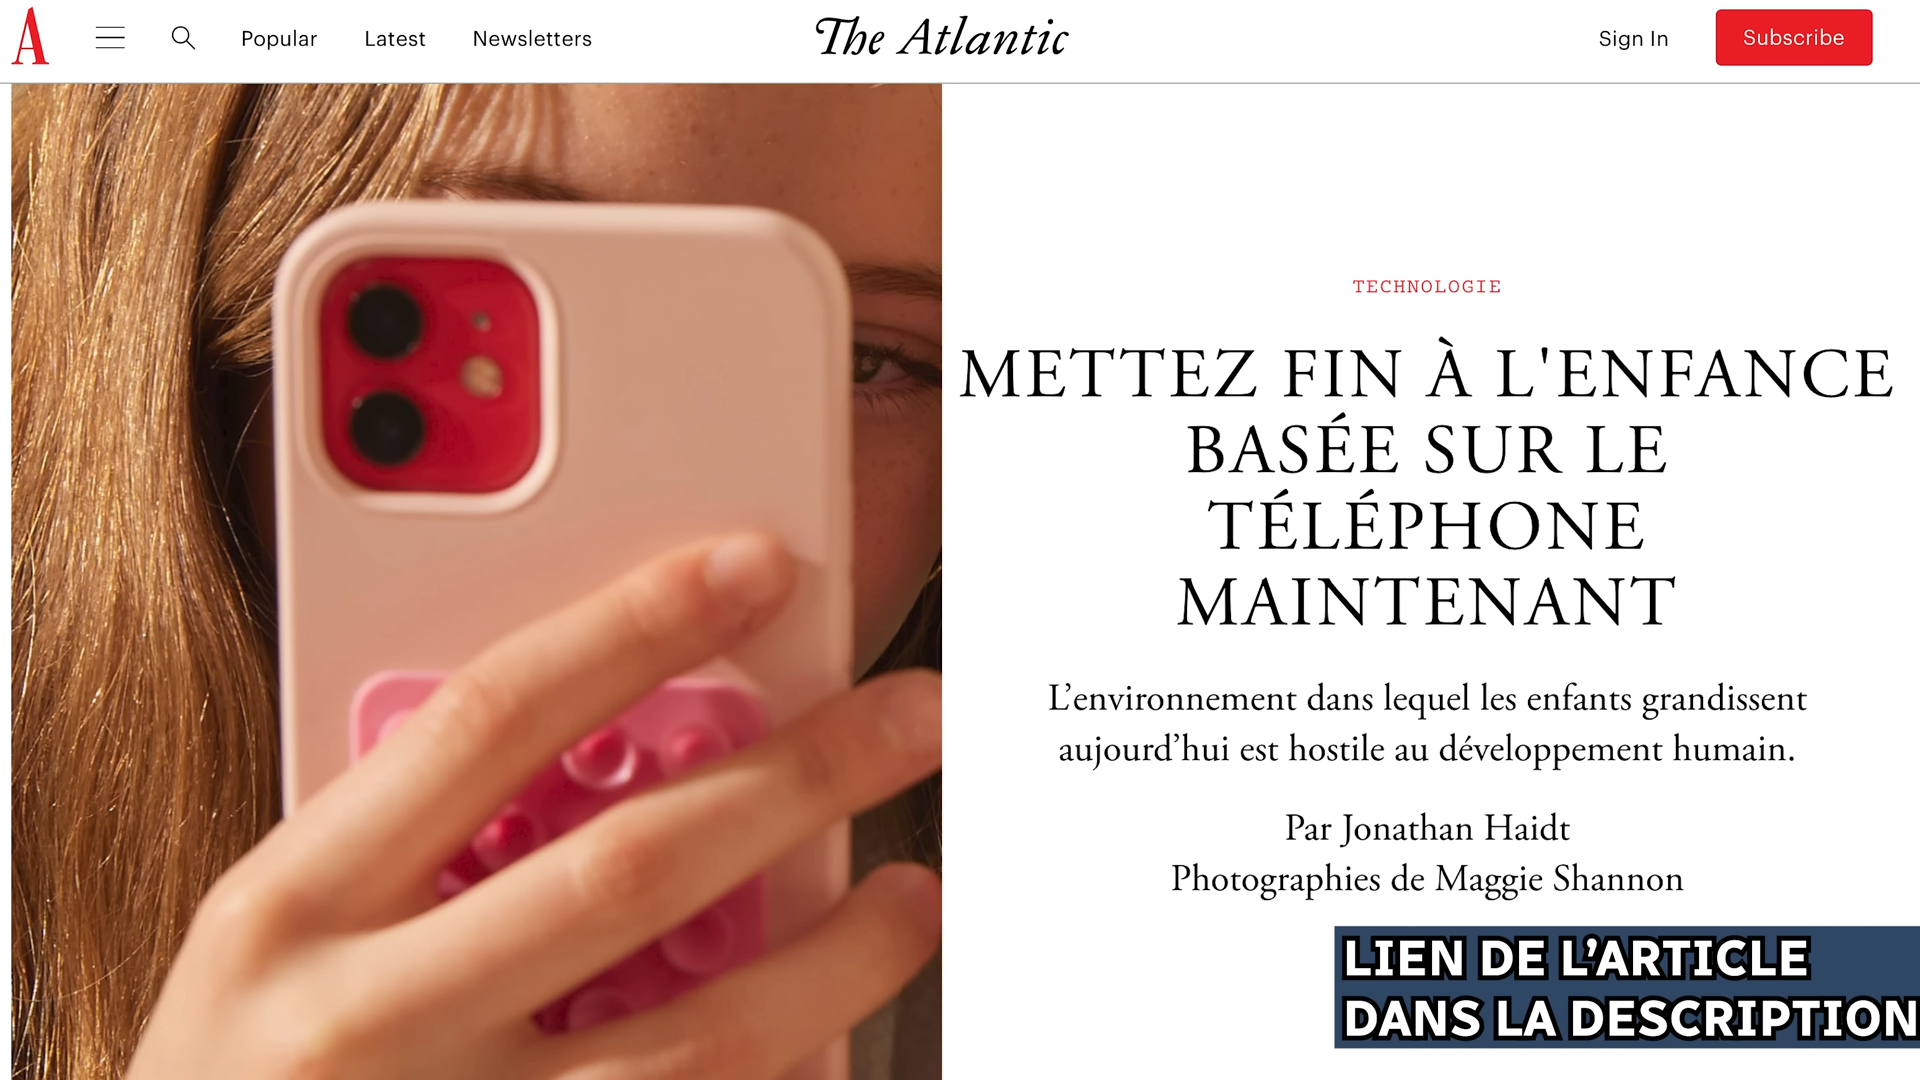 A
Popular
Latest
Newsletters
The Atlantic
Sign In
Subscribe
TECHNOLOGIE
METTEZ FIN À L'ENFANCE
BASÉE SUR LE
TÉLÉPHONE
MAINTENANT
L’environnement dans lequel les enfants grandissent
aujourd’hui est hostile au développement humain.
Par Jonathan Haidt
Photographies de Maggie Shannon
LIEN DE L’ARTICLE
DANS LA DESCRIPTION